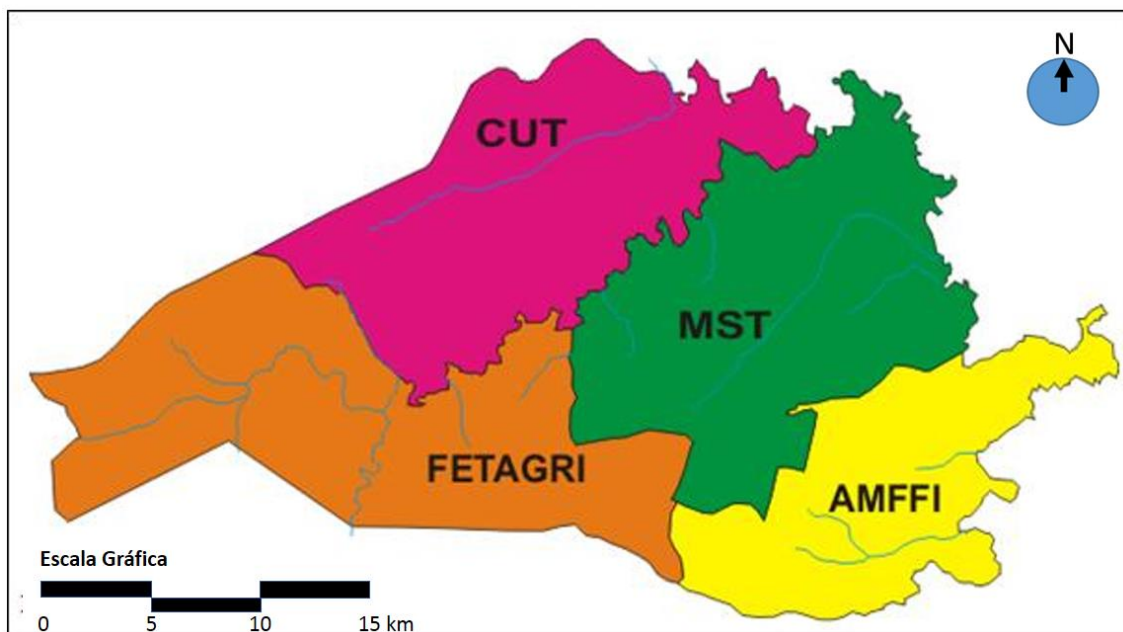 N
CUT
MST
FETAGRI
AMFFI
Escala Gráfica
0 5 10 15 km